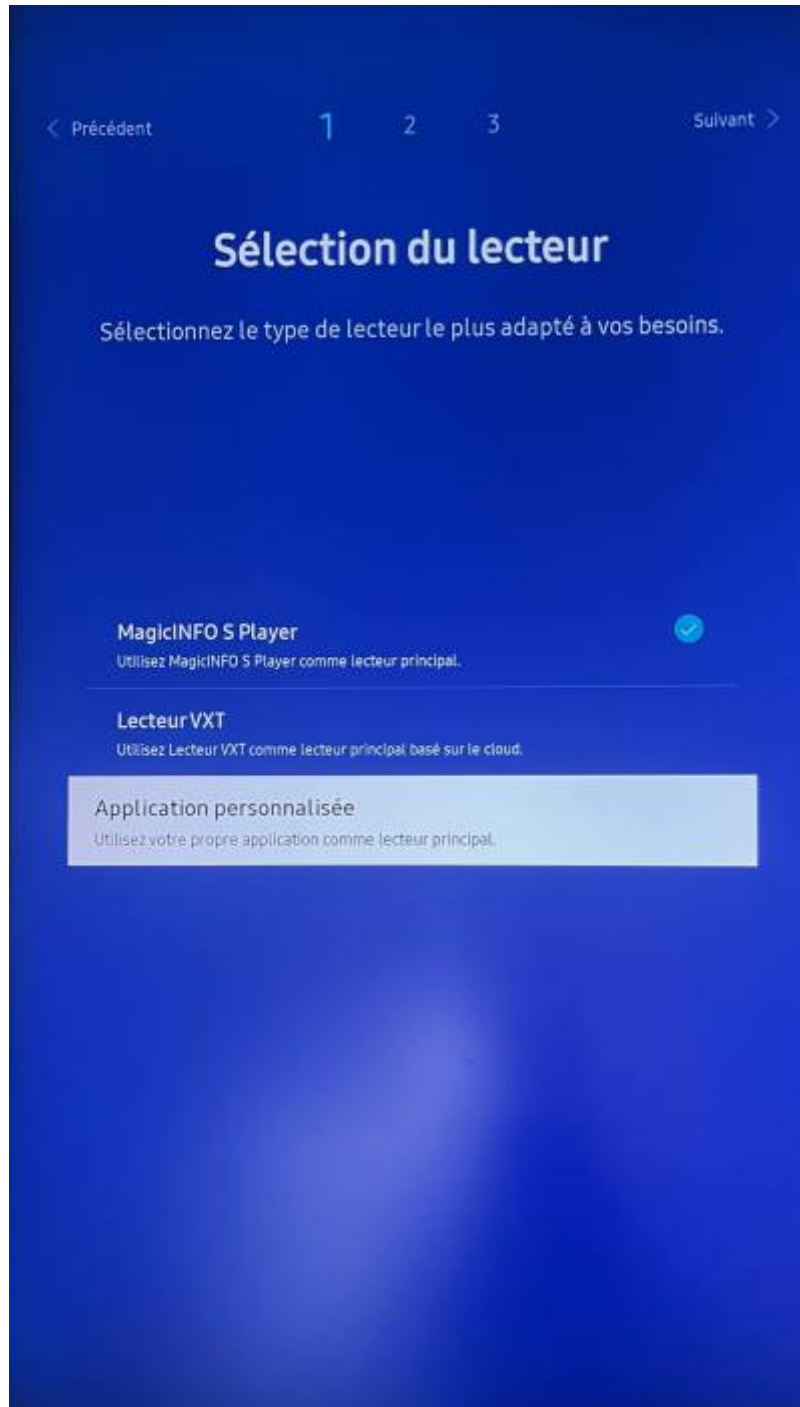 Précédent 1 2 3 Suivant
Sélection du lecteur
Sélectionnez le type de lecteur le plus adapté à vos besoins.
MagicINFO S Player
Utilisez MagicINFO S Player comme lecteur principal.
Lecteur VXT
Utilisez Lecteur VXT comme lecteur principal basé sur le cloud.
Application personnalisée
Utilisez votre propre application comme lecteur principal.